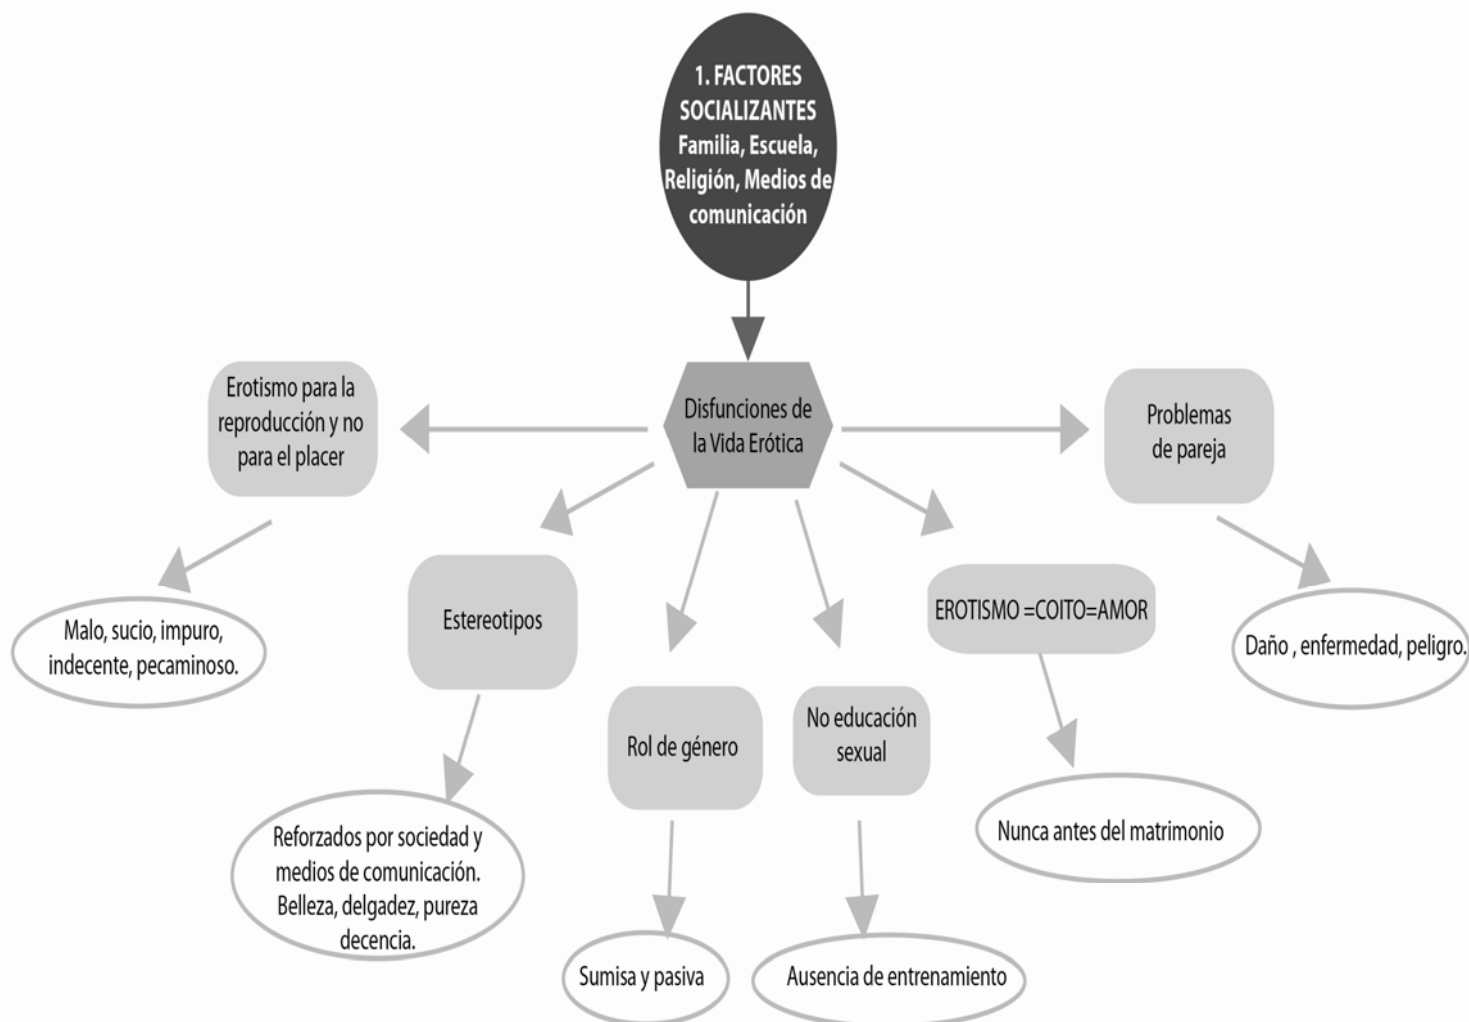 1. FACTORES
SOCIALIZANTES
Familia, Escuela,
Religión, Medios de
comunicación
Erotismo para la
reproducción y no
para el placer
Disfunciones de
la Vida Erótica
Problemas
de pareja
Malo, sucio, impuro,
indecente, pecaminoso.
Estereotipos
EROTISMO =COITO=AMOR
Daño , enfermedad, peligro.
Rol de género
No educación
sexual
Reforzados por sociedad y
medios de comunicación.
Belleza, delgadez, pureza
decencia.
Nunca antes del matrimonio
Sumisa y pasiva
Ausencia de entrenamiento